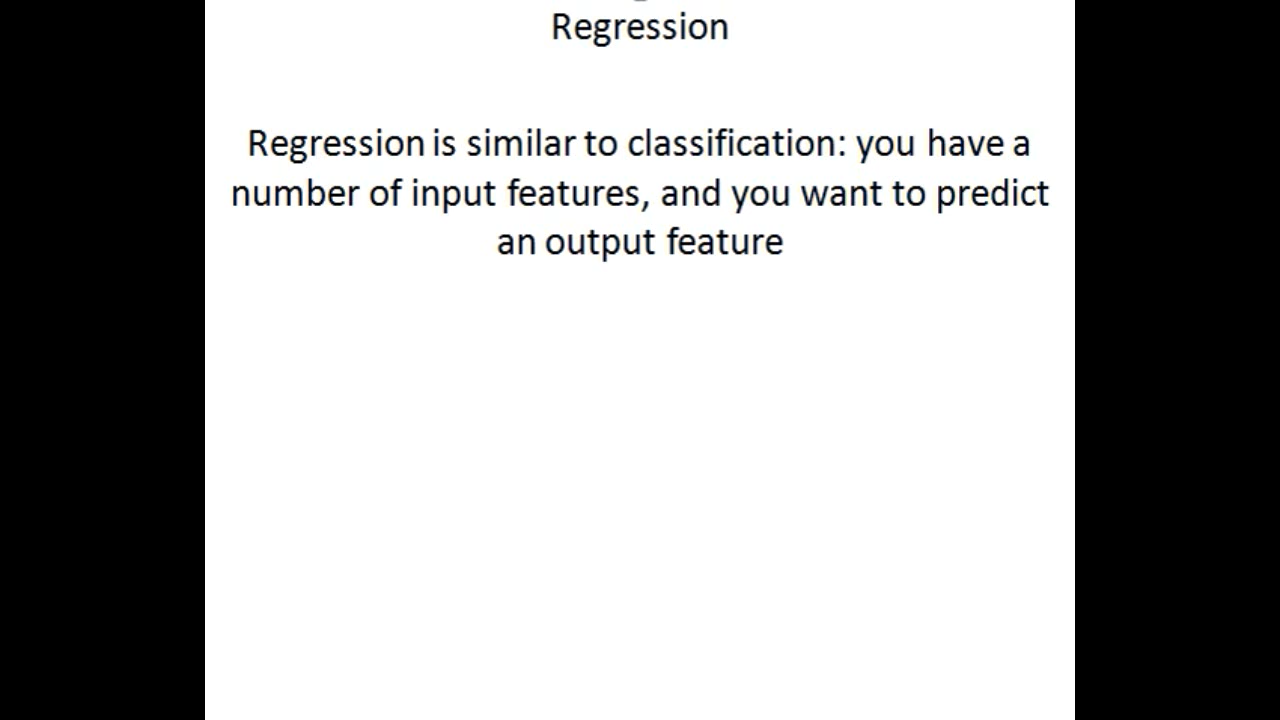 Regression
Regression is similar to classification: you have a
number of input features, and you want to predict
an output feature